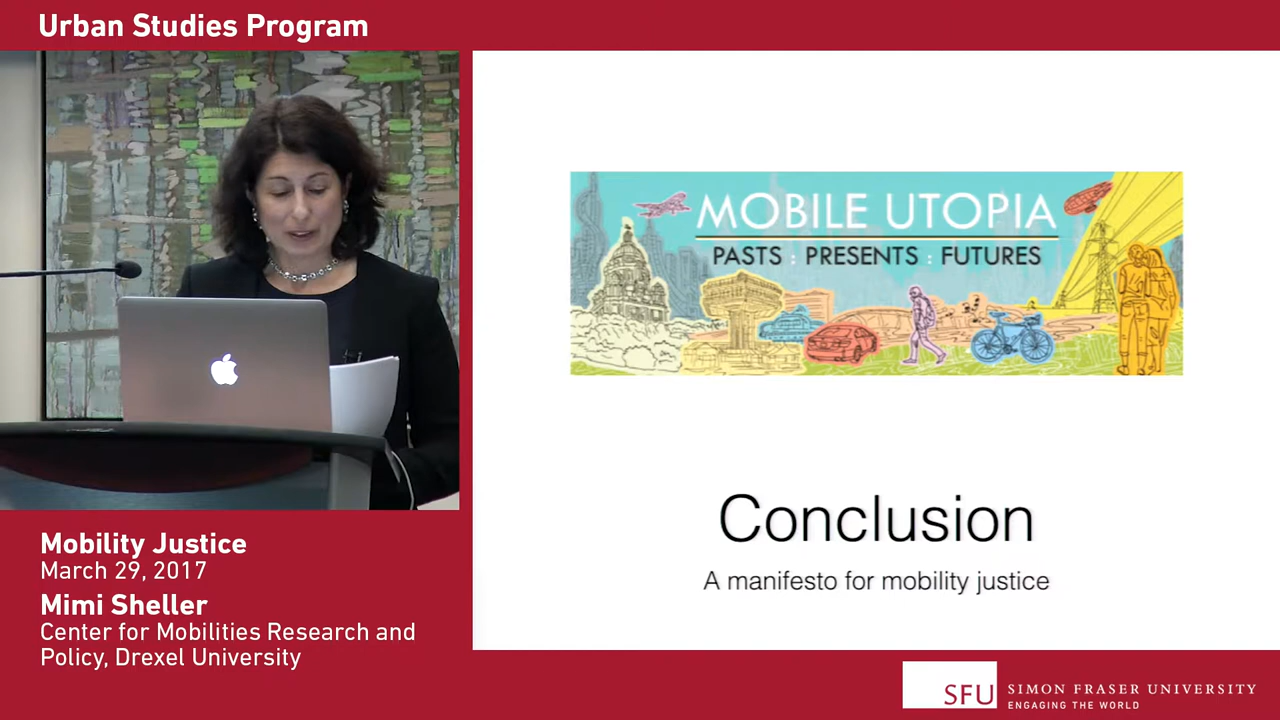 Urban Studies Program
MOBILE UTOPIA
PASTS : PRESENTS : FUTURES
Conclusion
A manifesto for mobility justice
Mobility Justice
March 29, 2017
Mimi Sheller
Center for Mobilities Research and
Policy, Drexel University
SFU
SIMON FRASER UNIVERSITY
ENGAGING THE WORLD